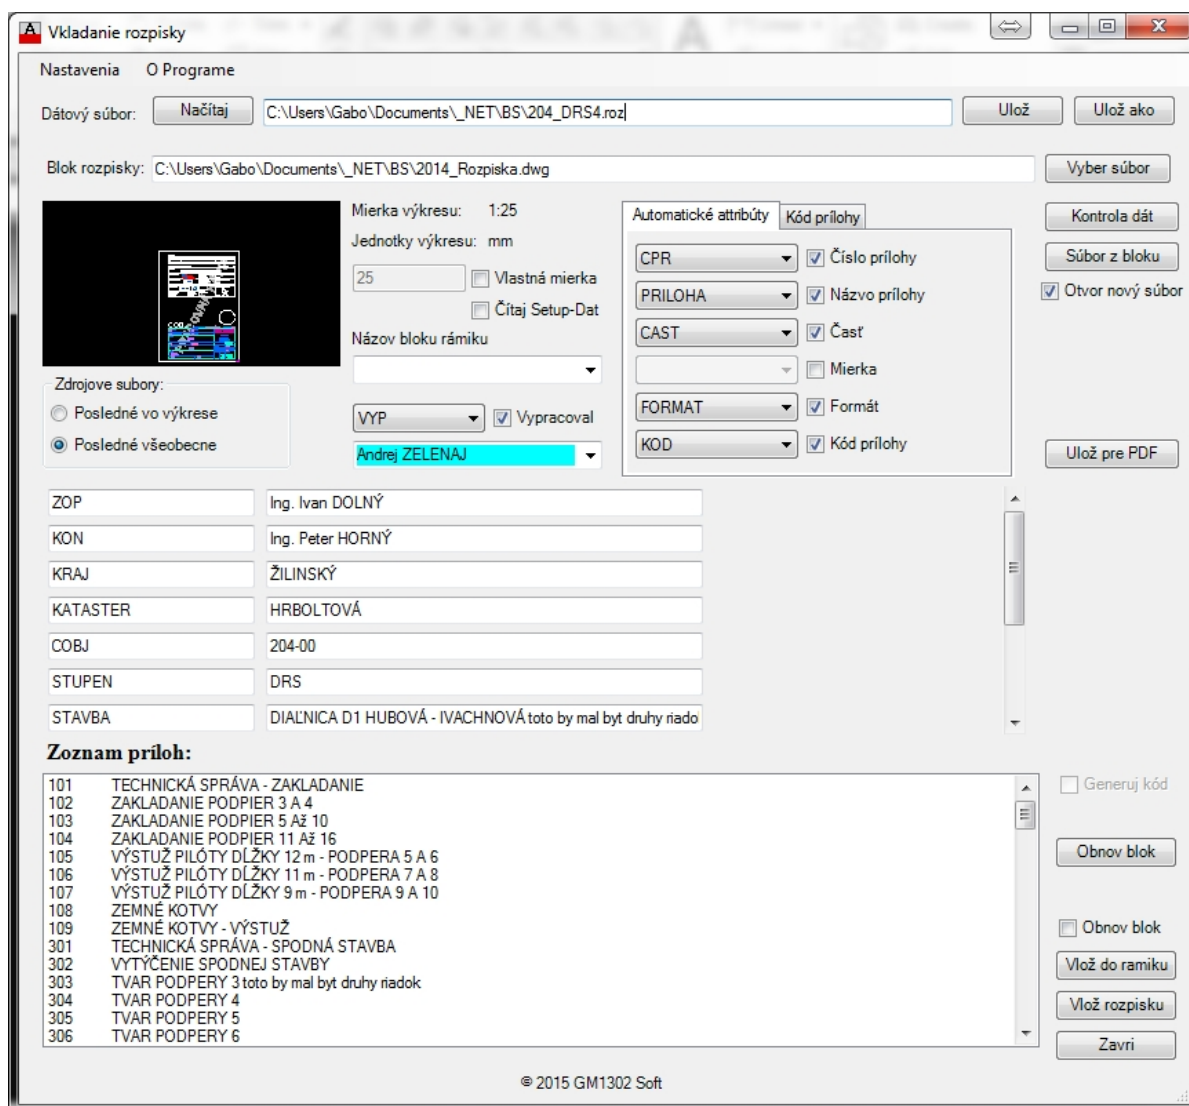 Vkladanie rozpisky
Nastavenia O Programe
Dátový súbor: Načítaj C:\Users\Gabo\Documents\_NET\BS\204_DRS4.roz Ulož Ulož ako
Blok rozpisky: C:\Users\Gabo\Documents\_NET\BS\2014_Rozpiska.dwg Vyber súbor
Mierka výkresu: 1:25 Automatické attribúty Kód prílohy Kontrola dát
Jednotky výkresu: mm
CPR Číslo prílohy Súbor z bloku
25 Vlastná mierka
PRILOHA Názvo prílohy Otvor nový súbor
Čítaj Setup-Dat
CAST Časť
Názov bloku rámiku
Mierka
Zdrojove subory:
Posledné vo výkrese VYP Vypracoval FORMAT Formát
Posledné všeobecne Andrej ZELENAJ KOD Kód prílohy Ulož pre PDF
ZOP Ing. Ivan DOLNÝ
KON Ing. Peter HORNÝ
KRAJ ŽILINSKÝ
KATASTER HRBOLTOVÁ
COBJ 204-00
STUPEN DRS
STAVBA DIAĽNICA D1 HUBOVÁ - IVACHNOVÁ toto by mal byt druhy riado
Zoznam príloh:
101 TECHNICKÁ SPRÁVA - ZAKLADANIE Generuj kód
102 ZAKLADANIE PODPIER 3 A 4
103 ZAKLADANIE PODPIER 5 Až 10
104 ZAKLADANIE PODPIER 11 Až 16
105 VÝSTUŽ PILÓTY DĹŽKY 12 m - PODPERA 5 A 6 Obnov blok
106 VÝSTUŽ PILÓTY DĹŽKY 11 m - PODPERA 7 A 8
107 VÝSTUŽ PILÓTY DĹŽKY 9 m - PODPERA 9 A 10
108 ZEMNÉ KOTVY
109 ZEMNÉ KOTVY - VÝSTUŽ Obnov blok
301 TECHNICKÁ SPRÁVA - SPODNÁ STAVBA
302 VYTÝČENIE SPODNEJ STAVBY Vlož do ramiku
303 TVAR PODPERY 3 toto by mal byt druhy riadok
304 TVAR PODPERY 4 Vlož rozpisku
305 TVAR PODPERY 5
306 TVAR PODPERY 6 Zavri
© 2015 GM1302 Soft